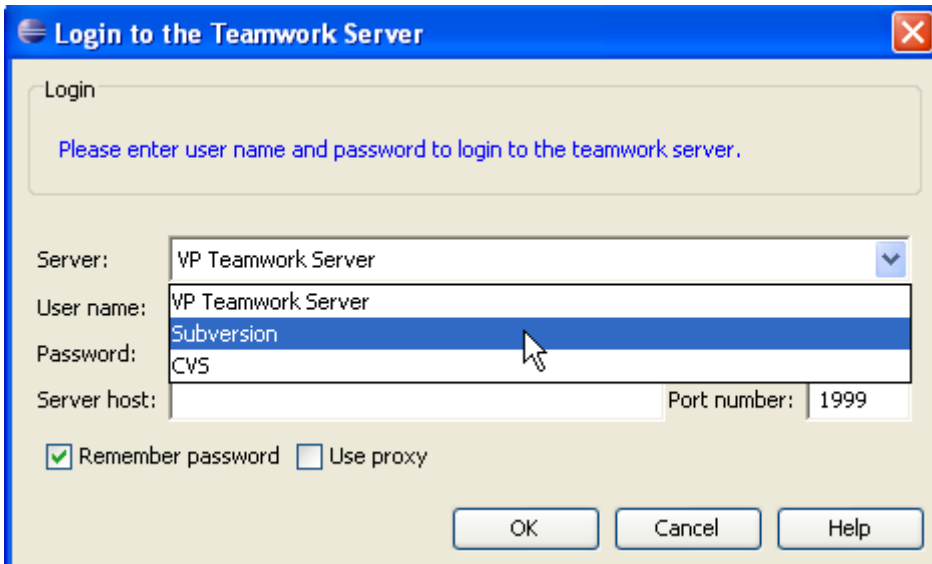 Login to the Teamwork Server
Login
Please enter user name and password to login to the teamwork server.
Server: VP Teamwork Server
User name: VP Teamwork Server
Subversion
Password: CVS
Server host: Port number: 1999
Remember password Use proxy
OK Cancel Help